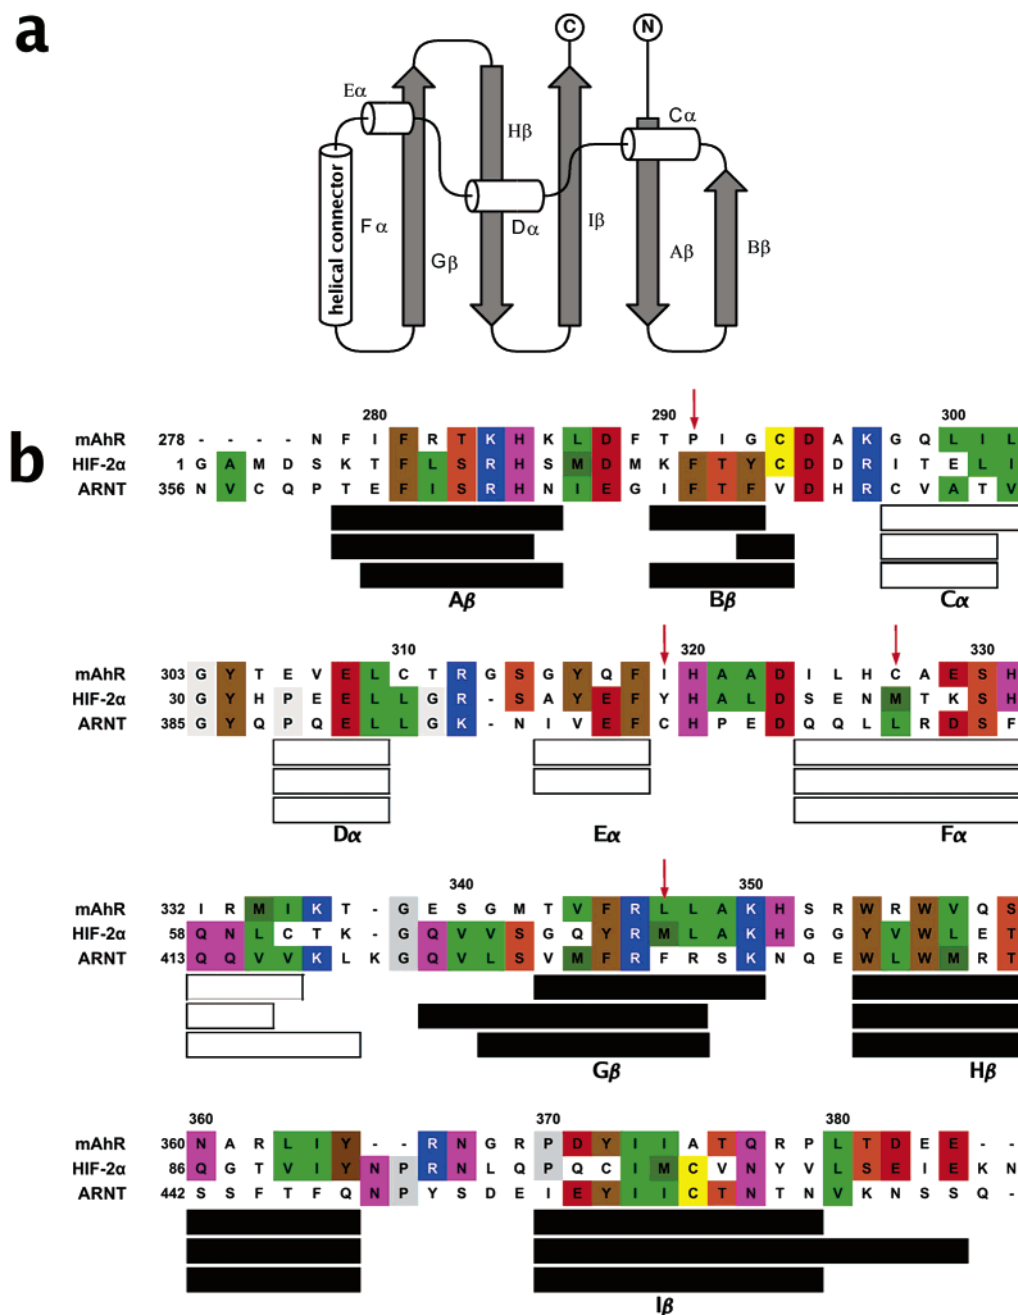 a
C N
Eα
Cα
Hβ
helical connector
Fα
Dα
Iβ
Gβ
Aβ
Bβ
b
280 290 300
mAhR 278 - - - - N F I F R T K H K L D F T P I G C D A K G Q L I L
HIF-2α 1 G A M D S K T F L S R H S M D M K F T Y C D D R I T E L I
ARNT 356 N V C Q P T E F I S R H N I E G I F T F V D H R C V A T V
Aβ Bβ Cα
310 320 330
mAhR 303 G Y T E V E L C T R G S G Y Q F I H A A D I L H C A E S H
HIF-2α 30 G Y H P E E L L G R - S A Y E F Y H A L D S E N M T K S H
ARNT 385 G Y Q P Q E L L G K - N I V E F C H P E D Q Q L L R D S F
Dα Eα Fα
340 350
mAhR 332 I R M I K T - G E S G M T V F R L L A K H S R W R W V Q S
HIF-2α 58 Q N L C T K - G Q V V S G Q Y R M L A K H G G Y V W L E T
ARNT 413 Q Q V V K L K G Q V L S V M F R F R S K N Q E W L W M R T
Gβ Hβ
360 370 380
mAhR 360 N A R L I Y - - R N G R P D Y I I A T Q R P L T D E E - -
HIF-2α 86 Q G T V I Y N P R N L Q P Q C I M C V N Y V L S E I E K N
ARNT 442 S S F T F Q N P Y S D E I E Y I I C T N T N V K N S S Q -
Iβ